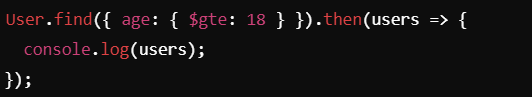 User.find({ age: { $gte: 18 } }).then(users => {
  console.log(users);
});